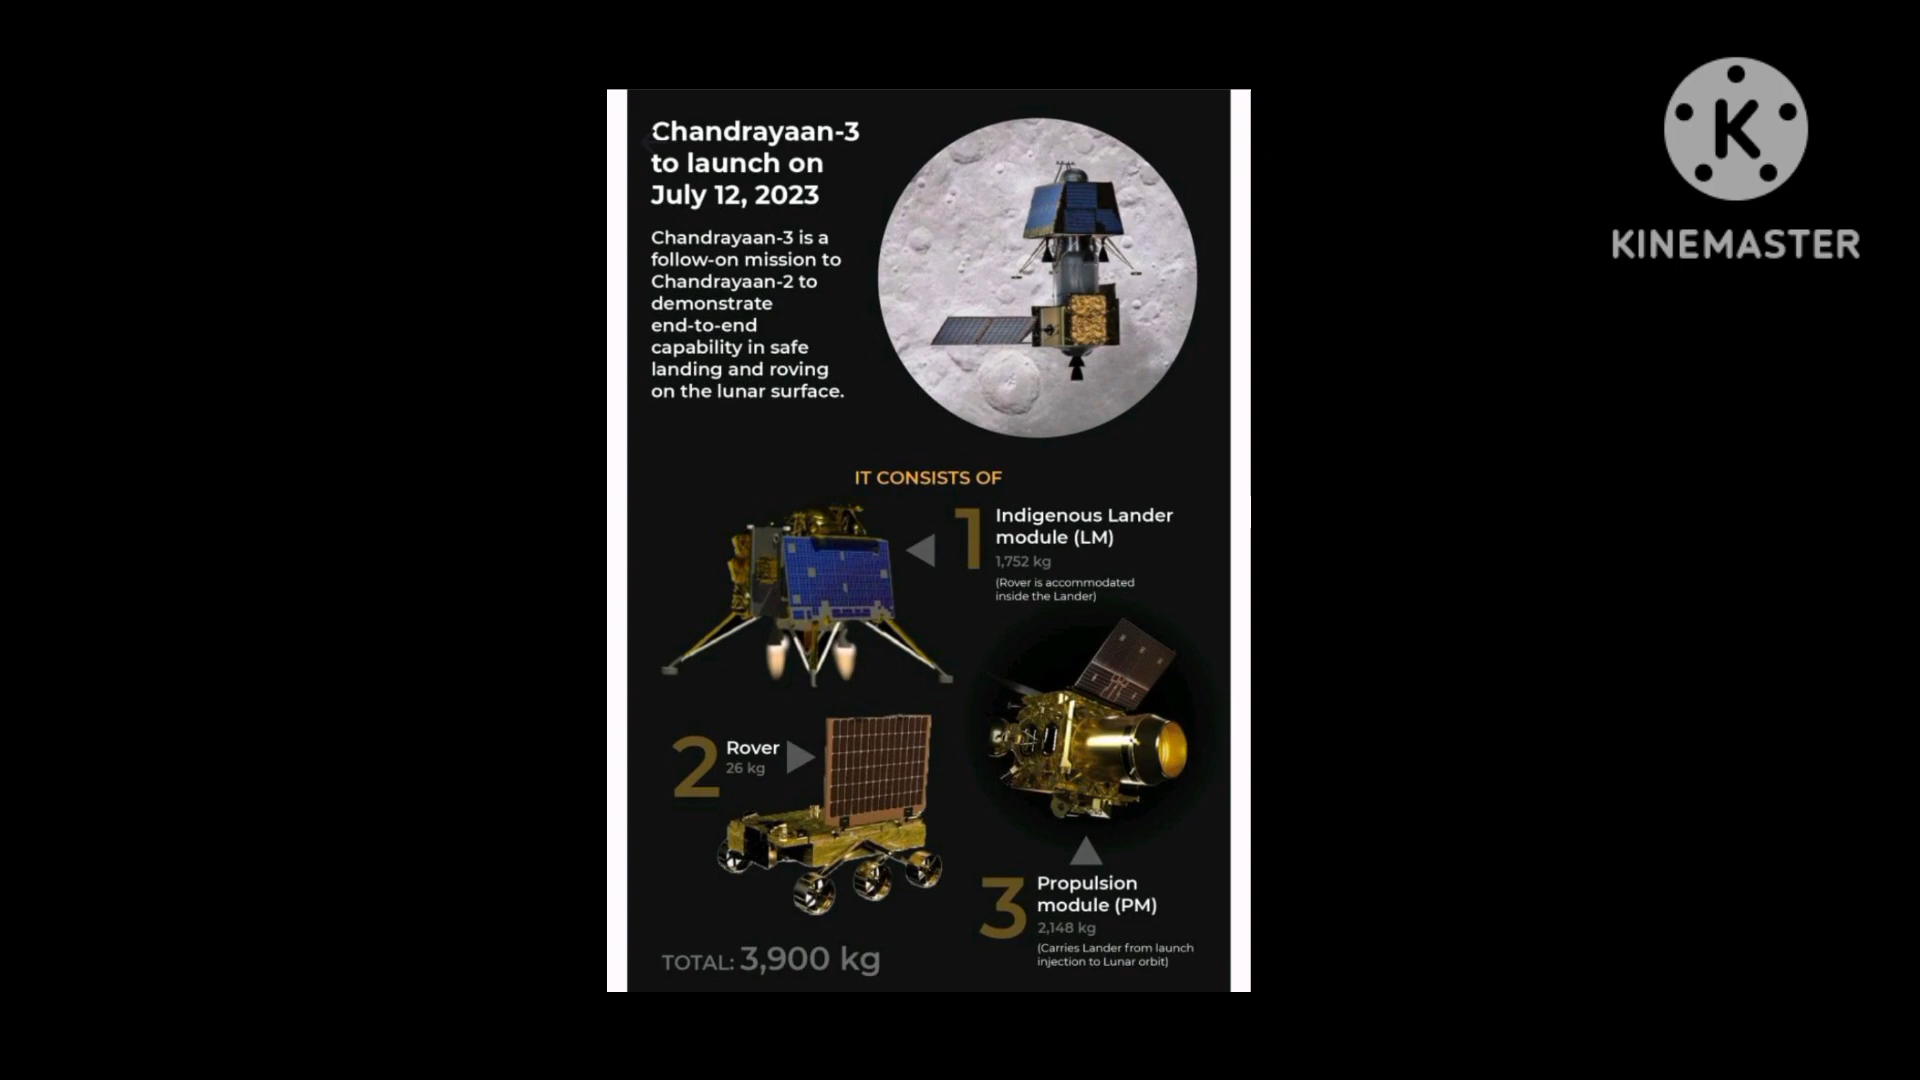 Chandrayaan-3
to launch on
July 12, 2023
Chandrayaan-3 is a
follow-on mission to
Chandrayaan-2 to
demonstrate
end-to-end
capability in safe
landing and roving
on the lunar surface.
IT CONSISTS OF
1
Indigenous Lander
module (LM)
1,752 kg
(Rover is accommodated
inside the Lander)
2
Rover
26 kg
3
Propulsion
module (PM)
2,148 kg
(Carries Lander from launch
injection to Lunar orbit)
TOTAL: 3,900 kg
K
KINEMASTER